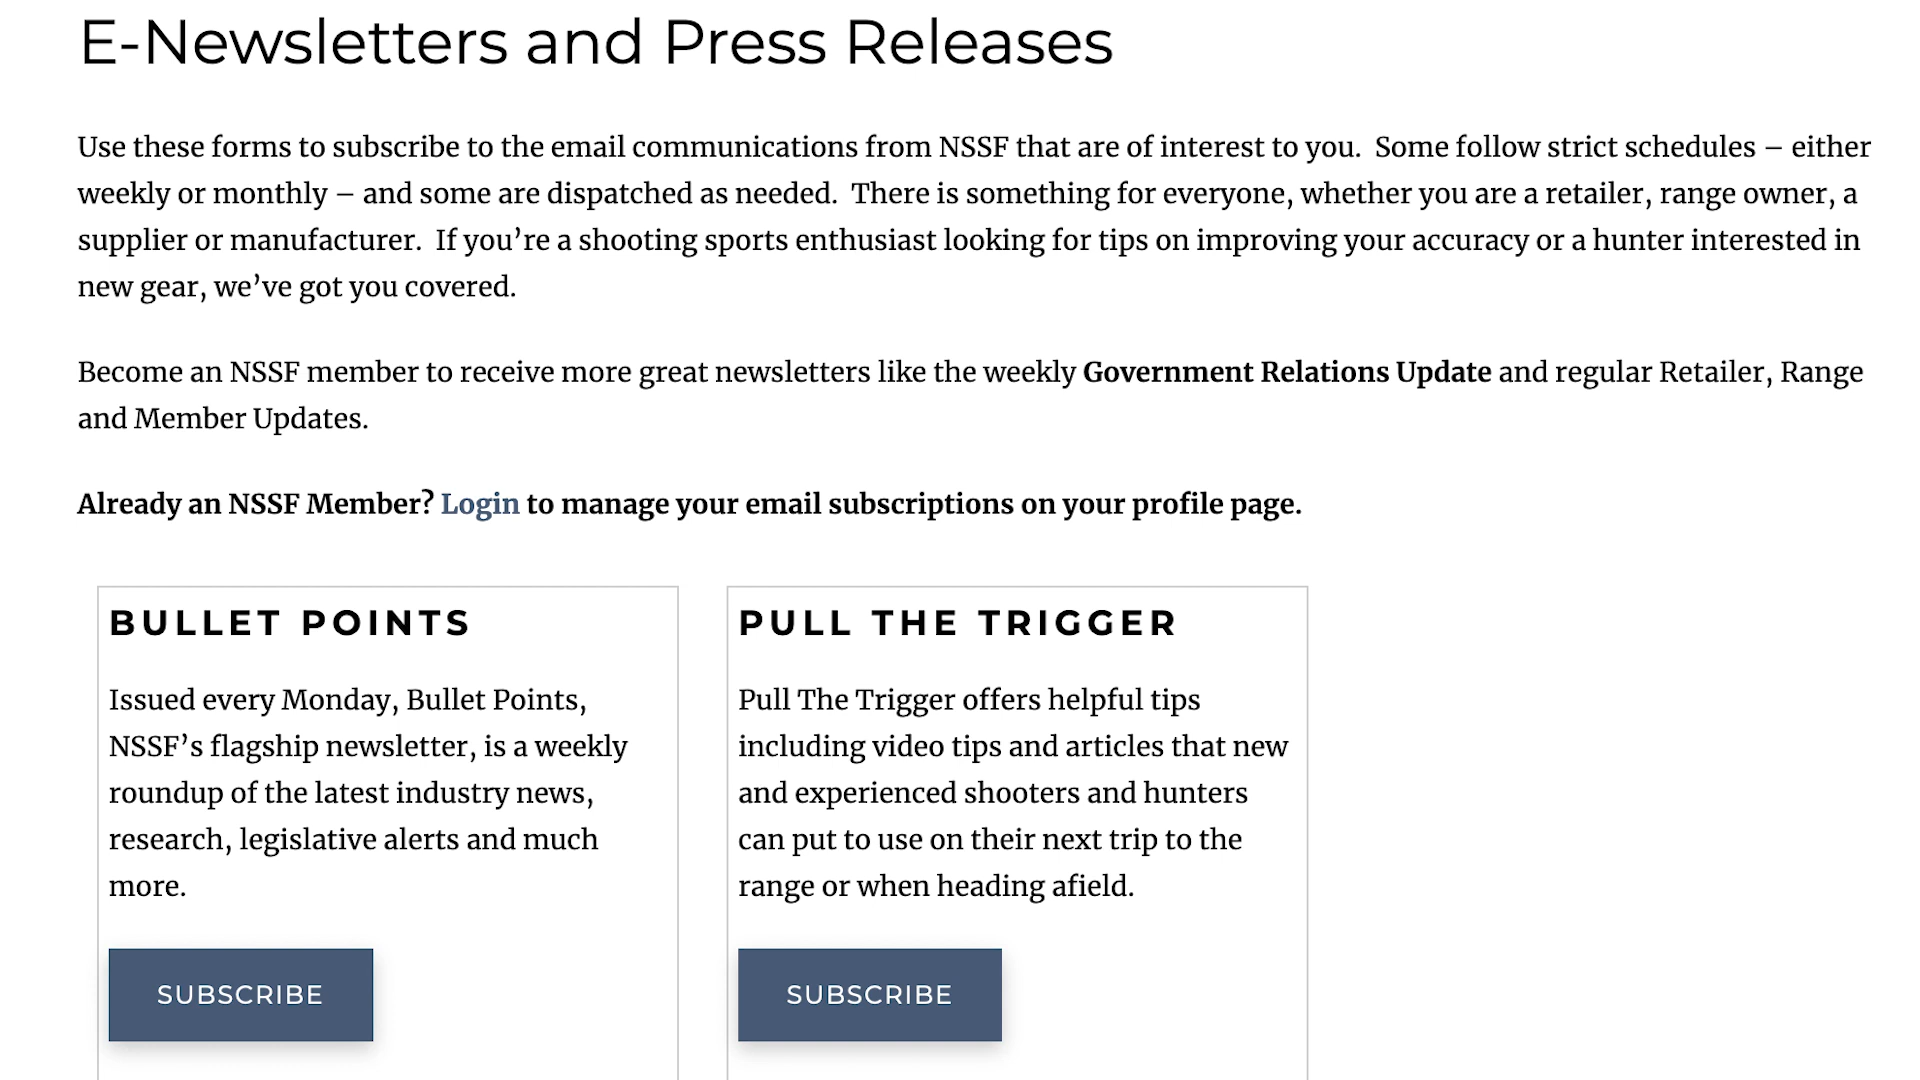 E-Newsletters and Press Releases
Use these forms to subscribe to the email communications from NSSF that are of interest to you.  Some follow strict schedules – either
weekly or monthly – and some are dispatched as needed.  There is something for everyone, whether you are a retailer, range owner, a
supplier or manufacturer.  If you’re a shooting sports enthusiast looking for tips on improving your accuracy or a hunter interested in
new gear, we’ve got you covered.
Become an NSSF member to receive more great newsletters like the weekly Government Relations Update and regular Retailer, Range
and Member Updates.
Already an NSSF Member? Login to manage your email subscriptions on your profile page.
BULLET POINTS
Issued every Monday, Bullet Points,
NSSF’s flagship newsletter, is a weekly
roundup of the latest industry news,
research, legislative alerts and much
more.
SUBSCRIBE
PULL THE TRIGGER
Pull The Trigger offers helpful tips
including video tips and articles that new
and experienced shooters and hunters
can put to use on their next trip to the
range or when heading afield.
SUBSCRIBE